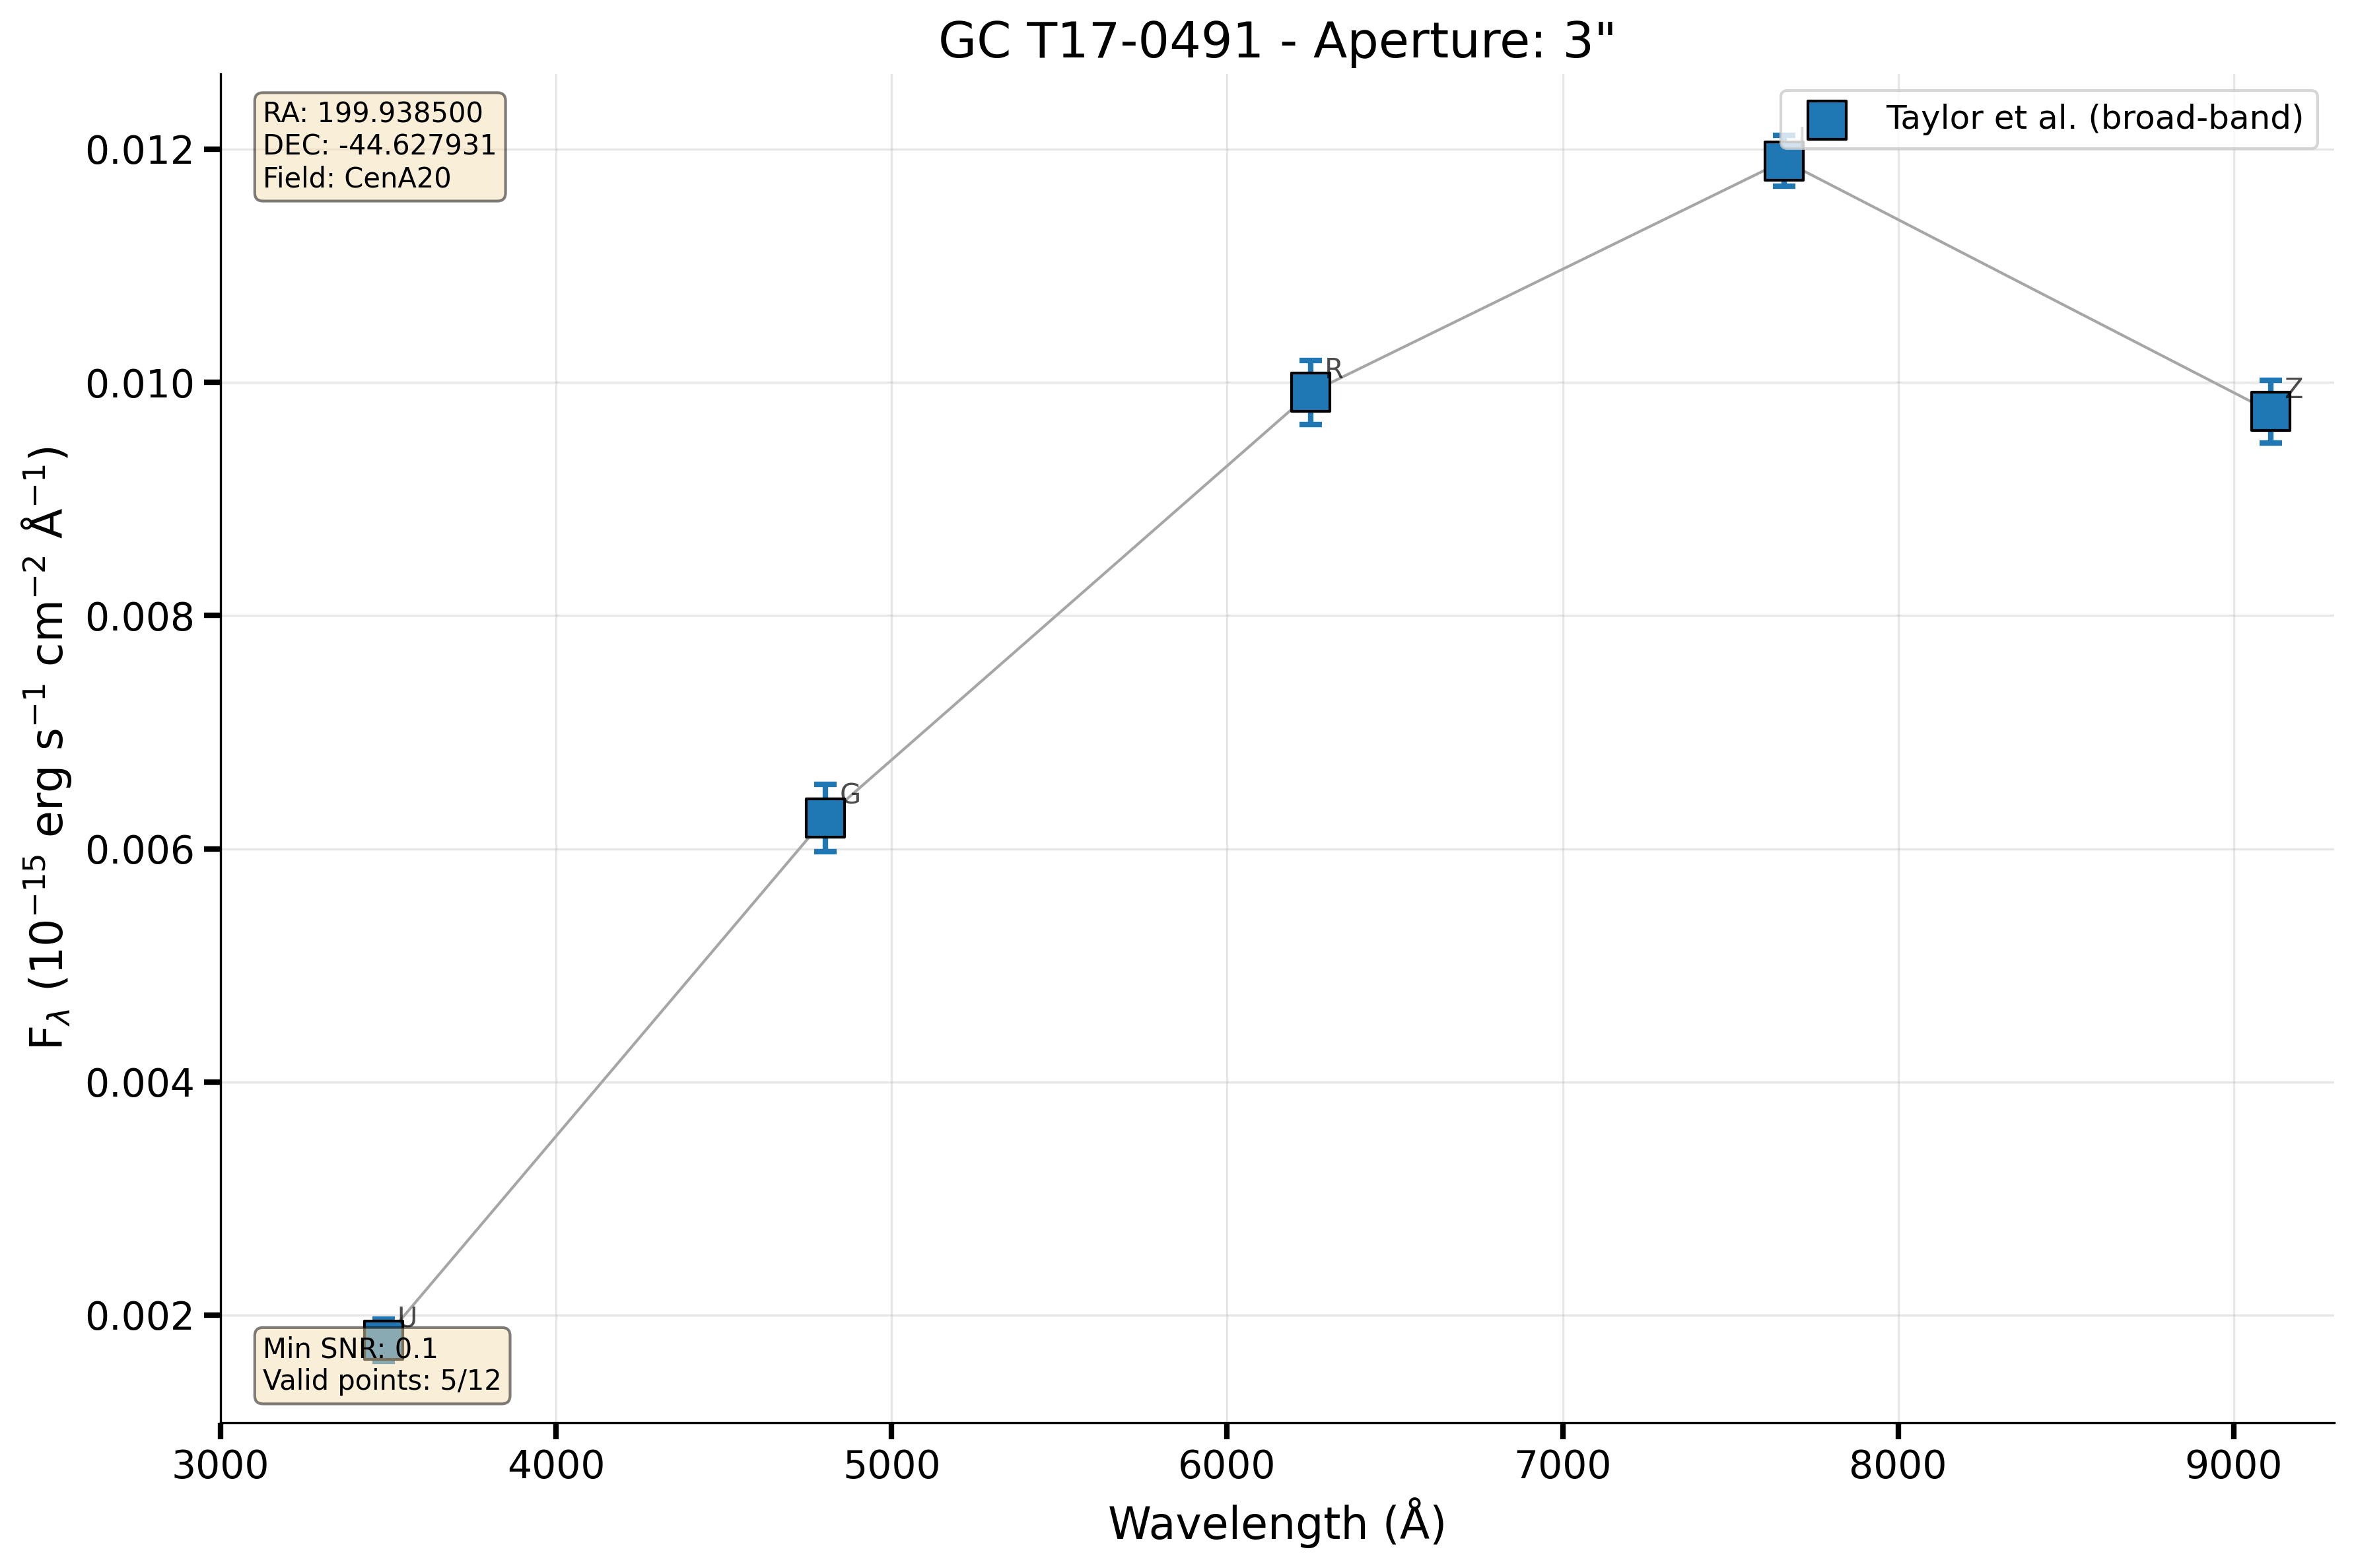 GC T17-0491 - Aperture: 3"
RA: 199.938500
DEC: -44.627931
Field: CenA20
Taylor et al. (broad-band)
0.012
0.010
0.008
0.006
0.004
0.002
F_λ (10⁻¹⁵ erg s⁻¹ cm⁻² Å⁻¹)
R
Z
G
U
Min SNR: 0.1
Valid points: 5/12
3000 4000 5000 6000 7000 8000 9000
Wavelength (Å)